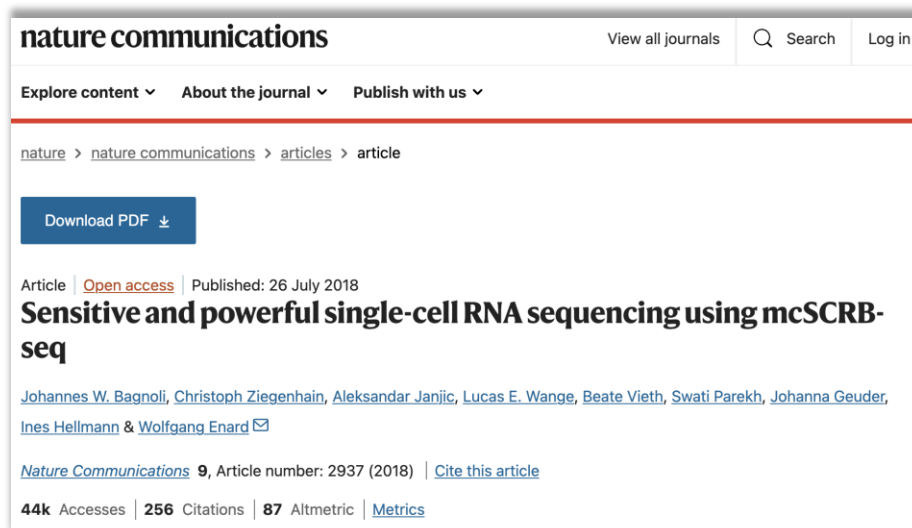 nature communications
View all journals Search Log in
Explore content About the journal Publish with us
nature > nature communications > articles > article
Download PDF
Article | Open access | Published: 26 July 2018
Sensitive and powerful single-cell RNA sequencing using mcSCRB-
seq
Johannes W. Bagnoli, Christoph Ziegenhain, Aleksandar Janjic, Lucas E. Wange, Beate Vieth, Swati Parekh, Johanna Geuder,
Ines Hellmann & Wolfgang Enard
Nature Communications 9, Article number: 2937 (2018) | Cite this article
44k Accesses | 256 Citations | 87 Altmetric | Metrics